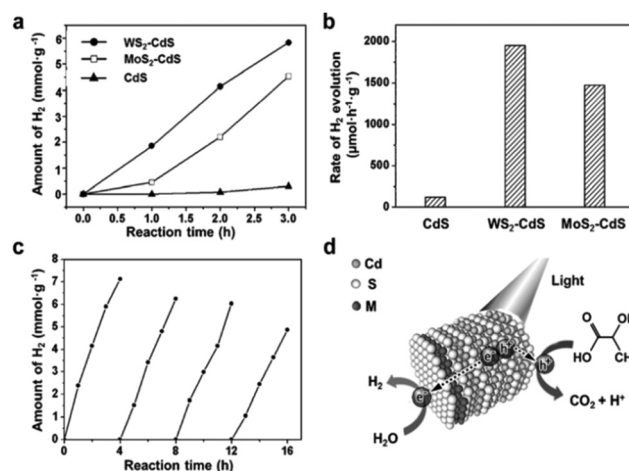 a
WS₂-CdS
MoS₂-CdS
CdS
Amount of H₂ (mmol·g⁻¹)
6
5
4
3
2
1
0
0.0 0.5 1.0 1.5 2.0 2.5 3.0
Reaction time (h)
b
Rate of H₂ evolution
(μmol·h⁻¹·g⁻¹)
2000
1500
1000
500
0
CdS WS₂-CdS MoS₂-CdS
c
Amount of H₂ (mmol·g⁻¹)
8
7
6
5
4
3
2
1
0
0 4 8 12 16
Reaction time (h)
d
Cd
S
M
Light
e⁻ h⁺
h⁺
e⁻
O
OH
HO
CH
H₂
H₂O
CO₂ + H⁺